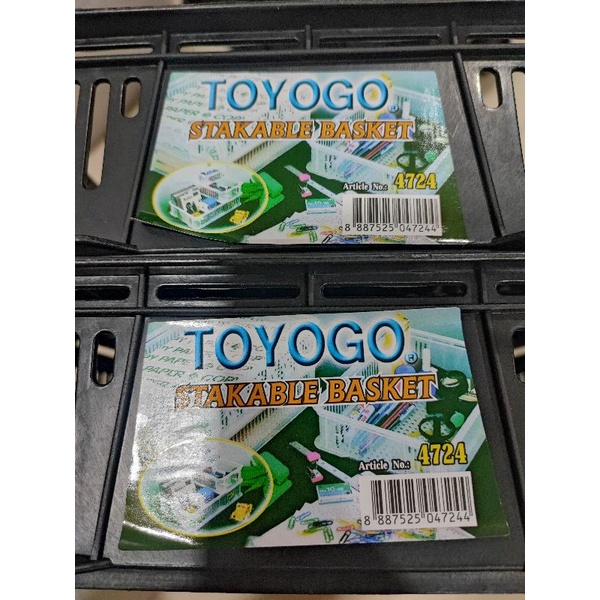 TOYOGO®
STAKABLE BASKET
Article No.: 4724
8 887525 047244
TOYOGO®
STAKABLE BASKET
Article No.: 4724
8 887525 047244